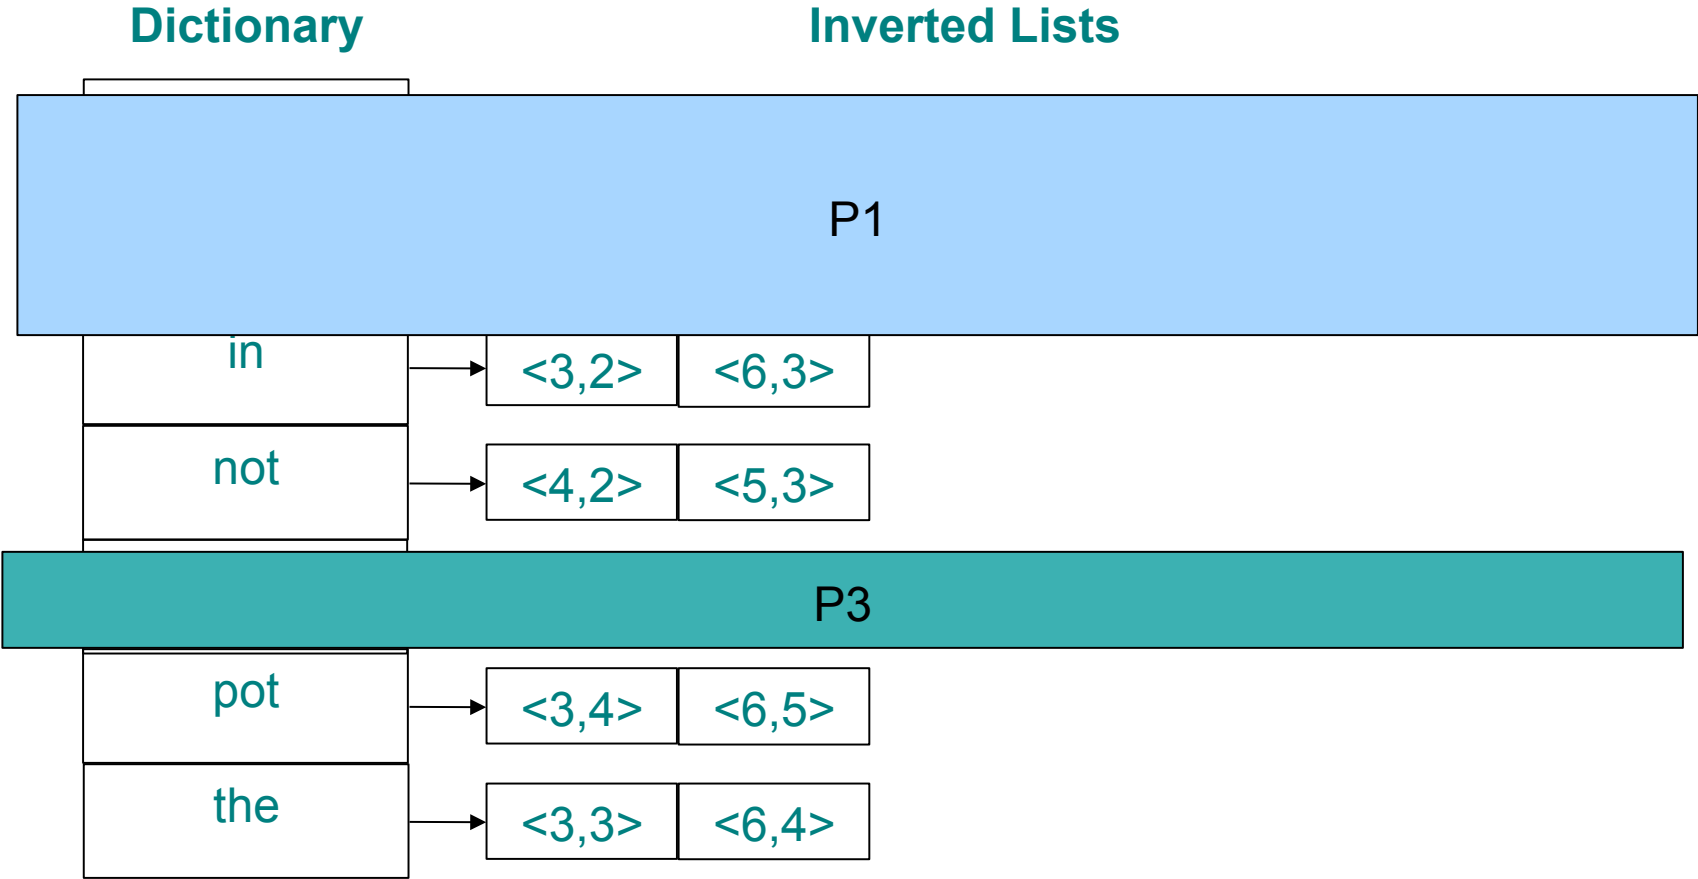 Dictionary Inverted Lists
P1
in <3,2> <6,3>
not <4,2> <5,3>
P3
pot <3,4> <6,5>
the <3,3> <6,4>